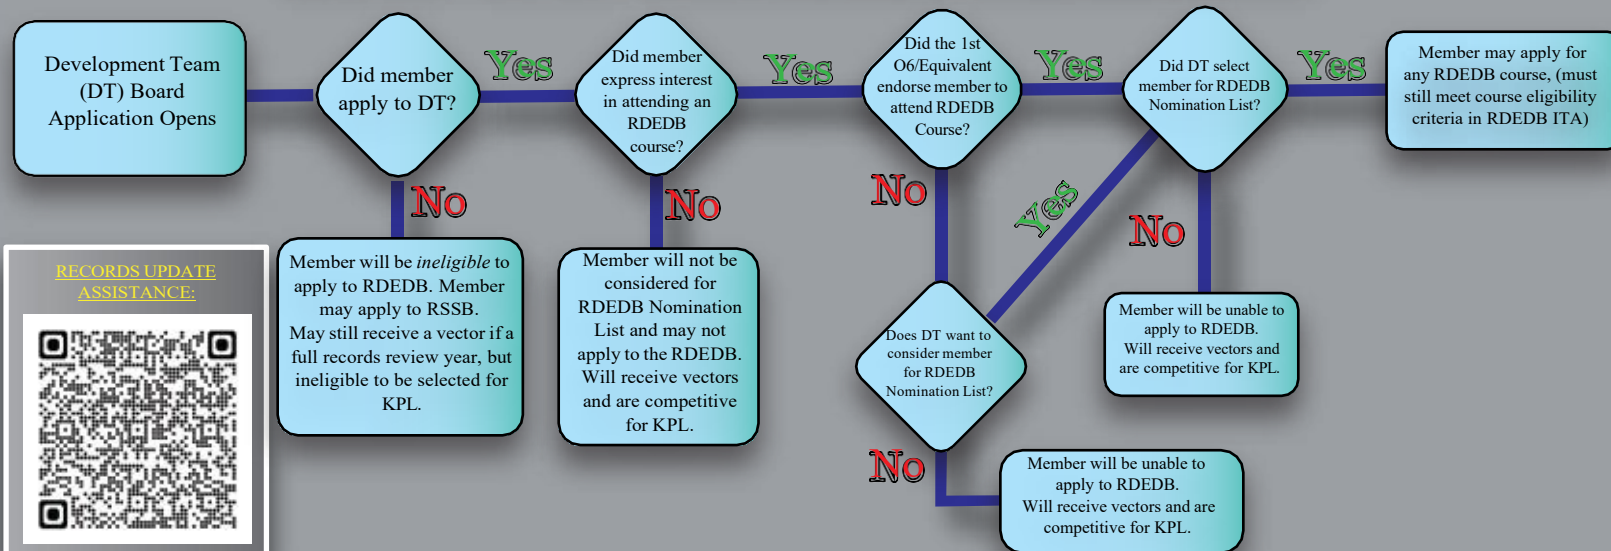 Development Team
(DT) Board
Application Opens
Did member
apply to DT?
Yes
Did member
express interest
in attending an
RDEDB
course?
Yes
Did the 1st
O6/Equivalent
endorse member to
attend RDEDB
Course?
Yes
Did DT select
member for RDEDB
Nomination List?
Yes
Member may apply for
any RDEDB course, (must
still meet course eligibility
criteria in RDEDB ITA)
No
Member will be ineligible to
apply to RDEDB. Member
may apply to RSSB.
May still receive a vector if a
full records review year, but
ineligible to be selected for
KPL.
No
Member will not be
considered for
RDEDB Nomination
List and may not
apply to the RDEDB.
Will receive vectors
and are competitive
for KPL.
No
Does DT want to
consider member
for RDEDB
Nomination List?
Yes
No
Member will be unable to
apply to RDEDB.
Will receive vectors and
are competitive for KPL.
No
Member will be unable to
apply to RDEDB.
Will receive vectors and are
competitive for KPL.
RECORDS UPDATE
ASSISTANCE: